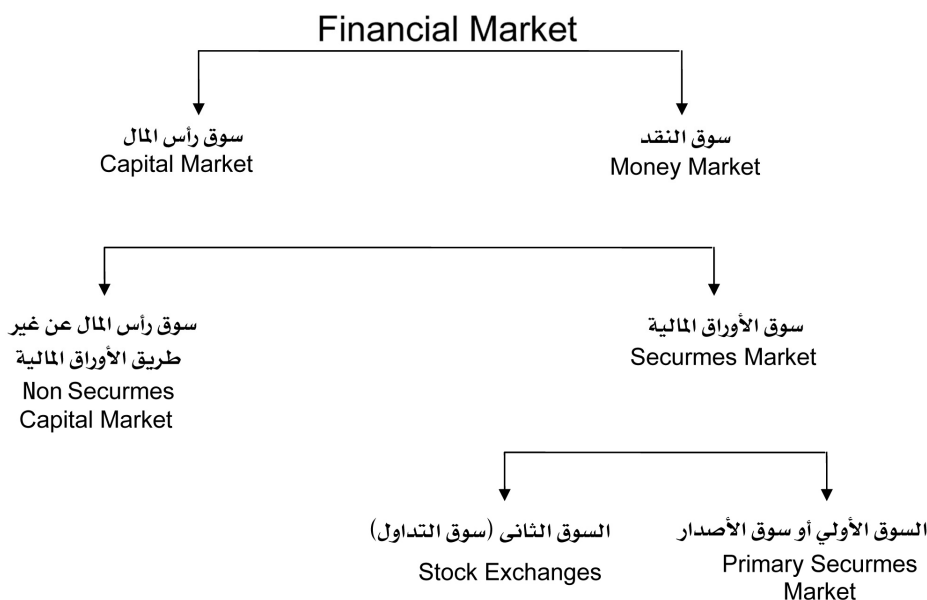 Financial Market
سوق رأس المال
Capital Market
سوق النقد
Money Market
سوق رأس المال عن غير
طريق الأوراق المالية
Non Securmes
Capital Market
سوق الأوراق المالية
Securmes Market
السوق الثانى (سوق التداول)
Stock Exchanges
السوق الأولي أو سوق الأصدار
Primary Securmes
Market